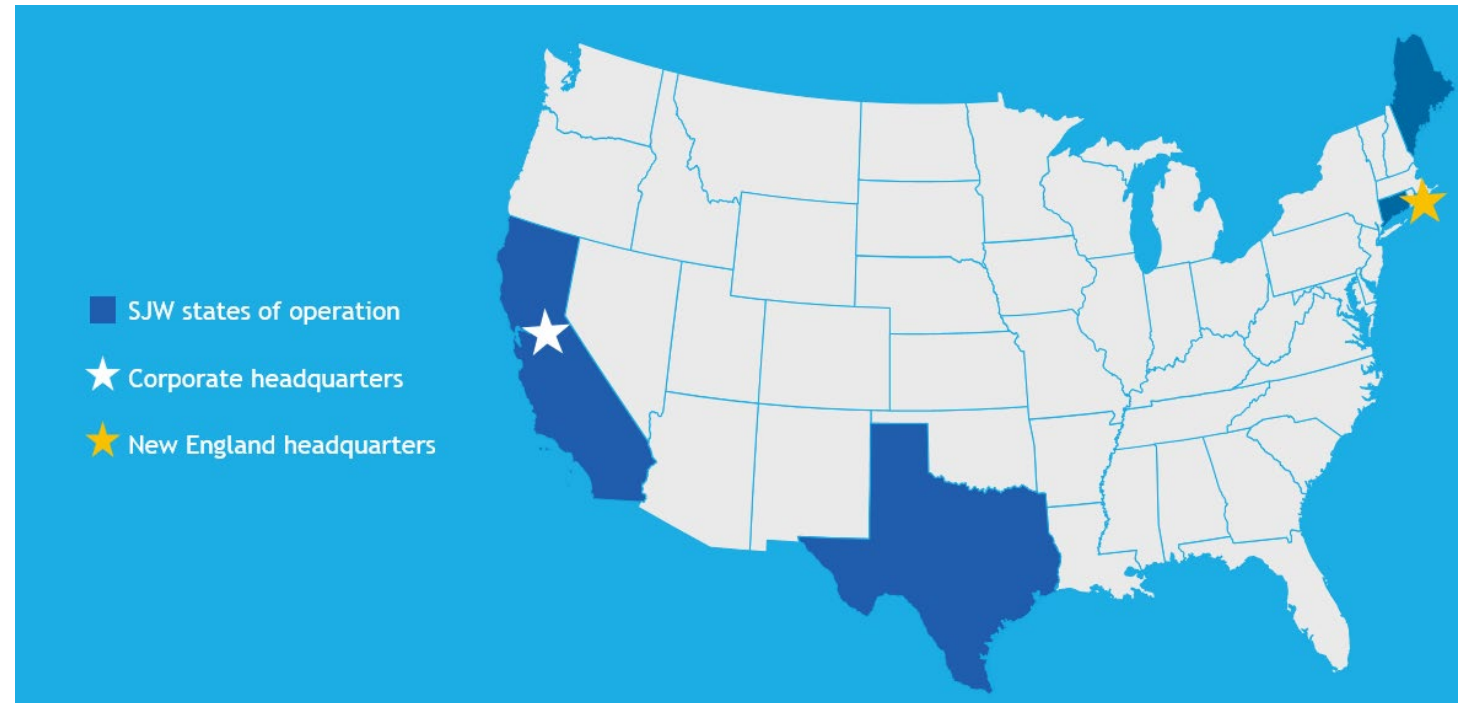 SJW states of operation
Corporate headquarters
New England headquarters